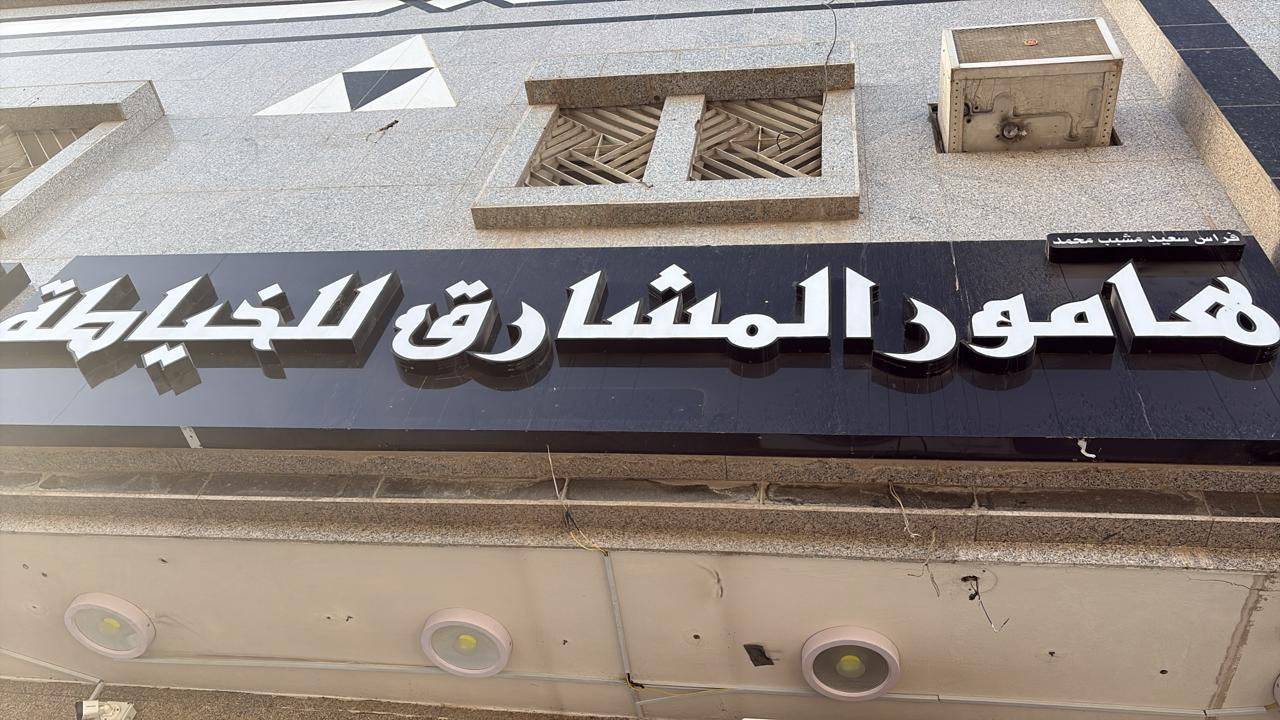 فراس سعيد مشبب محمد
هامور المشارق للخياطة